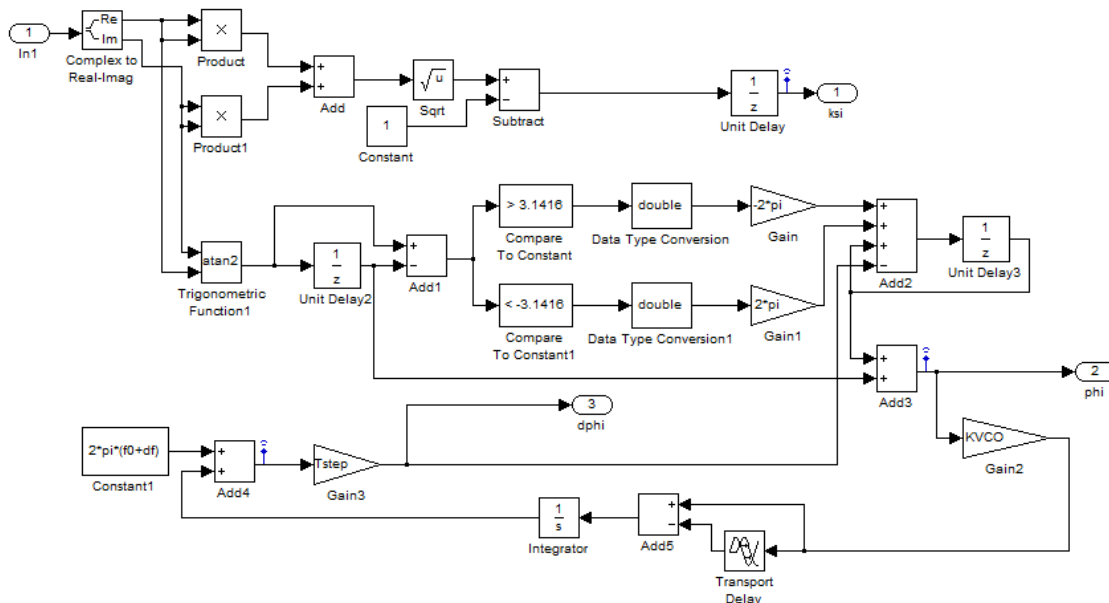 1
In1
Re
Im
Complex to
Real-Imag
×
Product
×
Product1
+
+
Add
√u
Sqrt
1
Constant
+
−
Subtract
1
z
Unit Delay
1
ksi
atan2
Trigonometric
Function1
1
z
Unit Delay2
+
−
Add1
> 3.1416
Compare
To Constant
double
Data Type Conversion
-2*pi
Gain
< -3.1416
Compare
To Constant1
double
Data Type Conversion1
2*pi
Gain1
+
+
+
−
Add2
1
z
Unit Delay3
+
+
Add3
2
phi
3
dphi
KVCO
Gain2
2*pi*(f0+df)
Constant1
+
+
Add4
Tstep
Gain3
1
s
Integrator
+
−
Add5
Transport
Delay